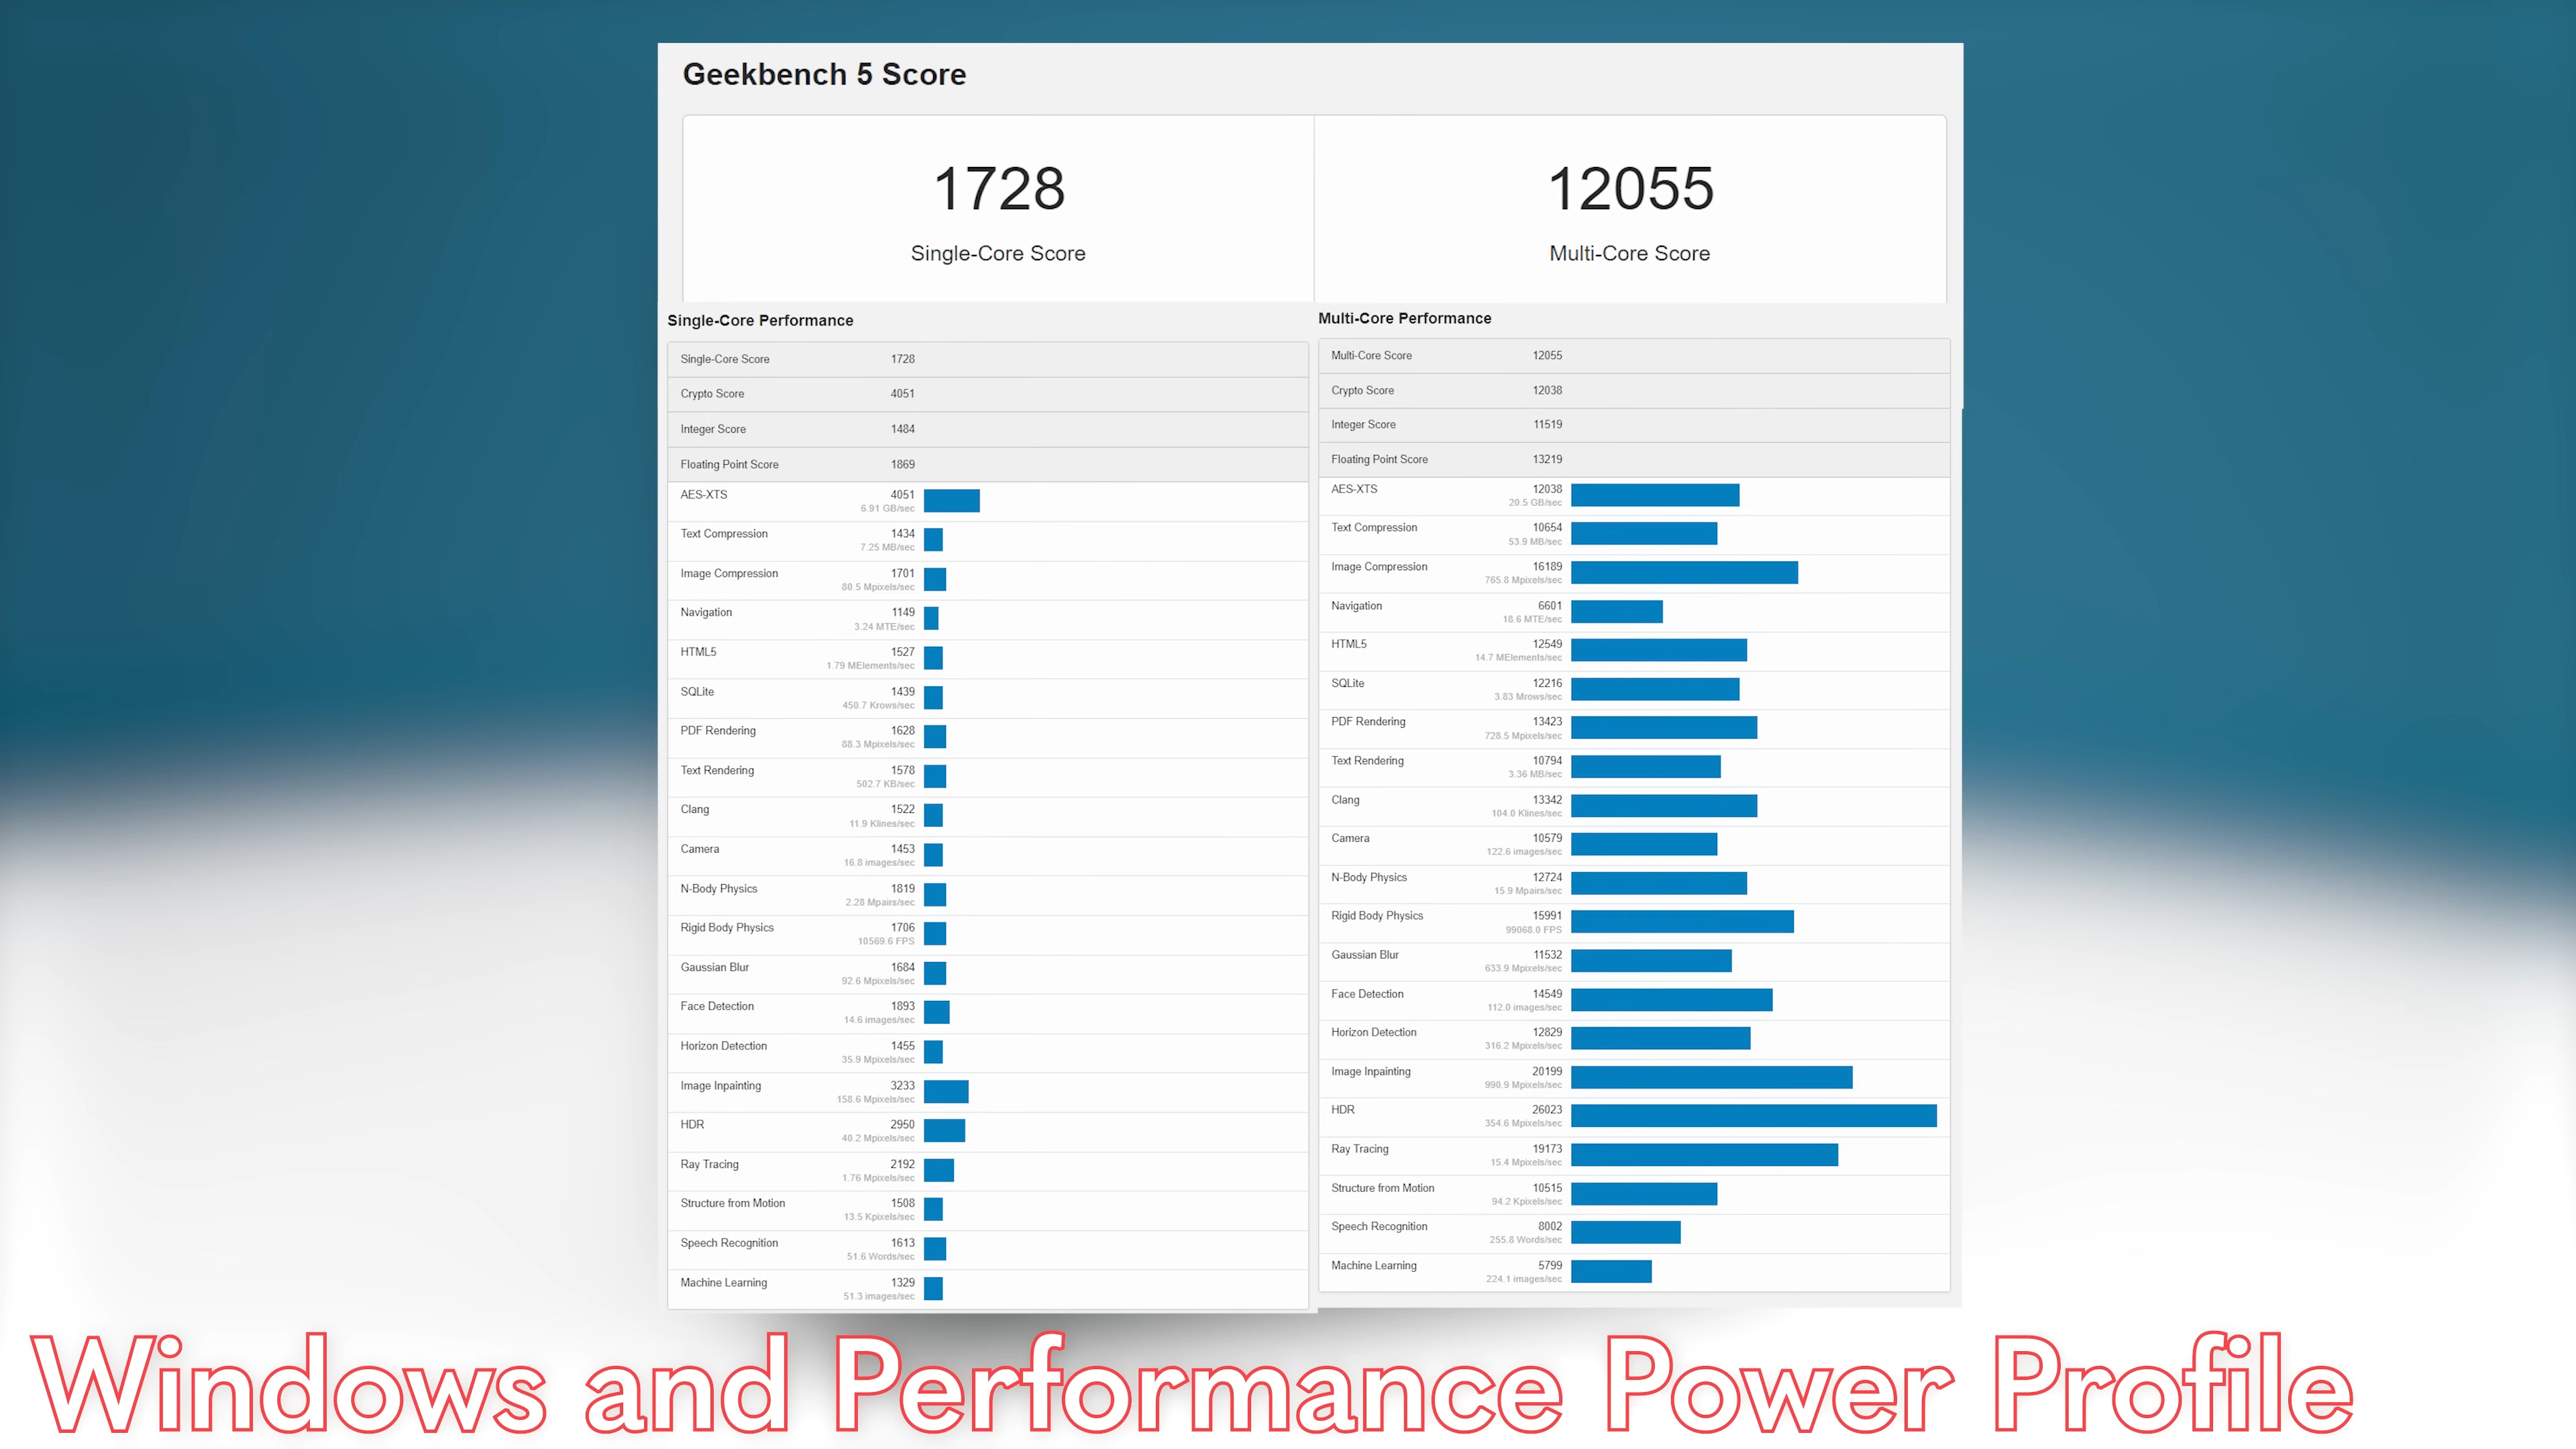 Geekbench 5 Score
1728
Single-Core Score
12055
Multi-Core Score
Single-Core Performance
Single-Core Score 1728
Crypto Score 4051
Integer Score 1484
Floating Point Score 1869
AES-XTS 4051
6.91 GB/sec
Text Compression 1434
7.25 MB/sec
Image Compression 1701
80.5 Mpixels/sec
Navigation 1149
3.24 MTE/sec
HTML5 1527
1.79 MElements/sec
SQLite 1439
450.7 Krows/sec
PDF Rendering 1628
88.3 Mpixels/sec
Text Rendering 1578
502.7 KB/sec
Clang 1522
11.9 Klines/sec
Camera 1453
16.8 images/sec
N-Body Physics 1819
2.28 Mpairs/sec
Rigid Body Physics 1706
10569.6 FPS
Gaussian Blur 1684
92.6 Mpixels/sec
Face Detection 1893
14.6 images/sec
Horizon Detection 1455
35.9 Mpixels/sec
Image Inpainting 3233
158.6 Mpixels/sec
HDR 2950
40.2 Mpixels/sec
Ray Tracing 2192
1.76 Mpixels/sec
Structure from Motion 1508
13.5 Kpixels/sec
Speech Recognition 1613
51.6 Words/sec
Machine Learning 1329
51.3 images/sec
Multi-Core Performance
Multi-Core Score 12055
Crypto Score 12038
Integer Score 11519
Floating Point Score 13219
AES-XTS 12038
20.5 GB/sec
Text Compression 10654
53.9 MB/sec
Image Compression 16189
765.8 Mpixels/sec
Navigation 6601
18.6 MTE/sec
HTML5 12549
14.7 MElements/sec
SQLite 12216
3.83 Mrows/sec
PDF Rendering 13423
728.5 Mpixels/sec
Text Rendering 10794
3.36 MB/sec
Clang 13342
104.0 Klines/sec
Camera 10579
122.6 images/sec
N-Body Physics 12724
15.9 Mpairs/sec
Rigid Body Physics 15991
99068.0 FPS
Gaussian Blur 11532
633.9 Mpixels/sec
Face Detection 14549
112.0 images/sec
Horizon Detection 12829
316.2 Mpixels/sec
Image Inpainting 20199
990.9 Mpixels/sec
HDR 26023
354.6 Mpixels/sec
Ray Tracing 19173
15.4 Mpixels/sec
Structure from Motion 10515
94.2 Kpixels/sec
Speech Recognition 8002
255.8 Words/sec
Machine Learning 5799
224.1 images/sec
Windows and Performance Power Profile